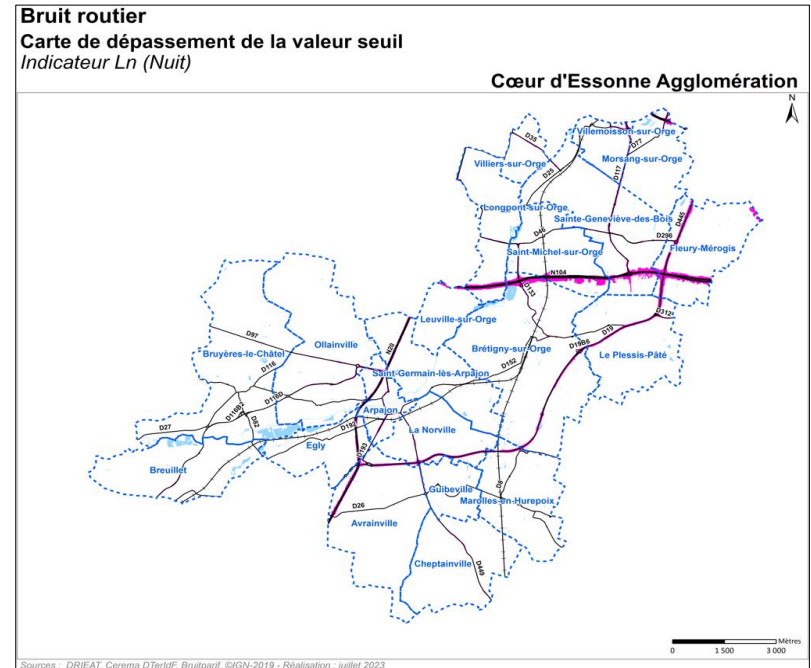 Bruit routier
Carte de dépassement de la valeur seuil
Indicateur Ln (Nuit)
Cœur d'Essonne Agglomération
N
Villemoisson-sur-Orge
D35
D77
Villiers-sur-Orge
Morsang-sur-Orge
D25
D117
Longpont-sur-Orge
Sainte-Geneviève-des-Bois
D445
D46
D296
Saint-Michel-sur-Orge
Fleury-Mérogis
N104
D133
Leuville-sur-Orge
D312
D97
Ollainville
N20
Brétigny-sur-Orge
D19
D19B6
Bruyères-le-Châtel
Le Plessis-Pâté
D116
Saint-Germain-lès-Arpajon
D152
D116D
D116B2
Arpajon
D27
D82
D192
La Norville
Egly
D193
Breuillet
D5
Guibeville
Marolles-en-Hurepoix
D26
Avrainville
Cheptainville
D449
Mètres
0 1 500 3 000
Sources : DRIEAT, Cerema DTerIdF, Bruitparif, ©IGN-2019 - Réalisation : juillet 2023